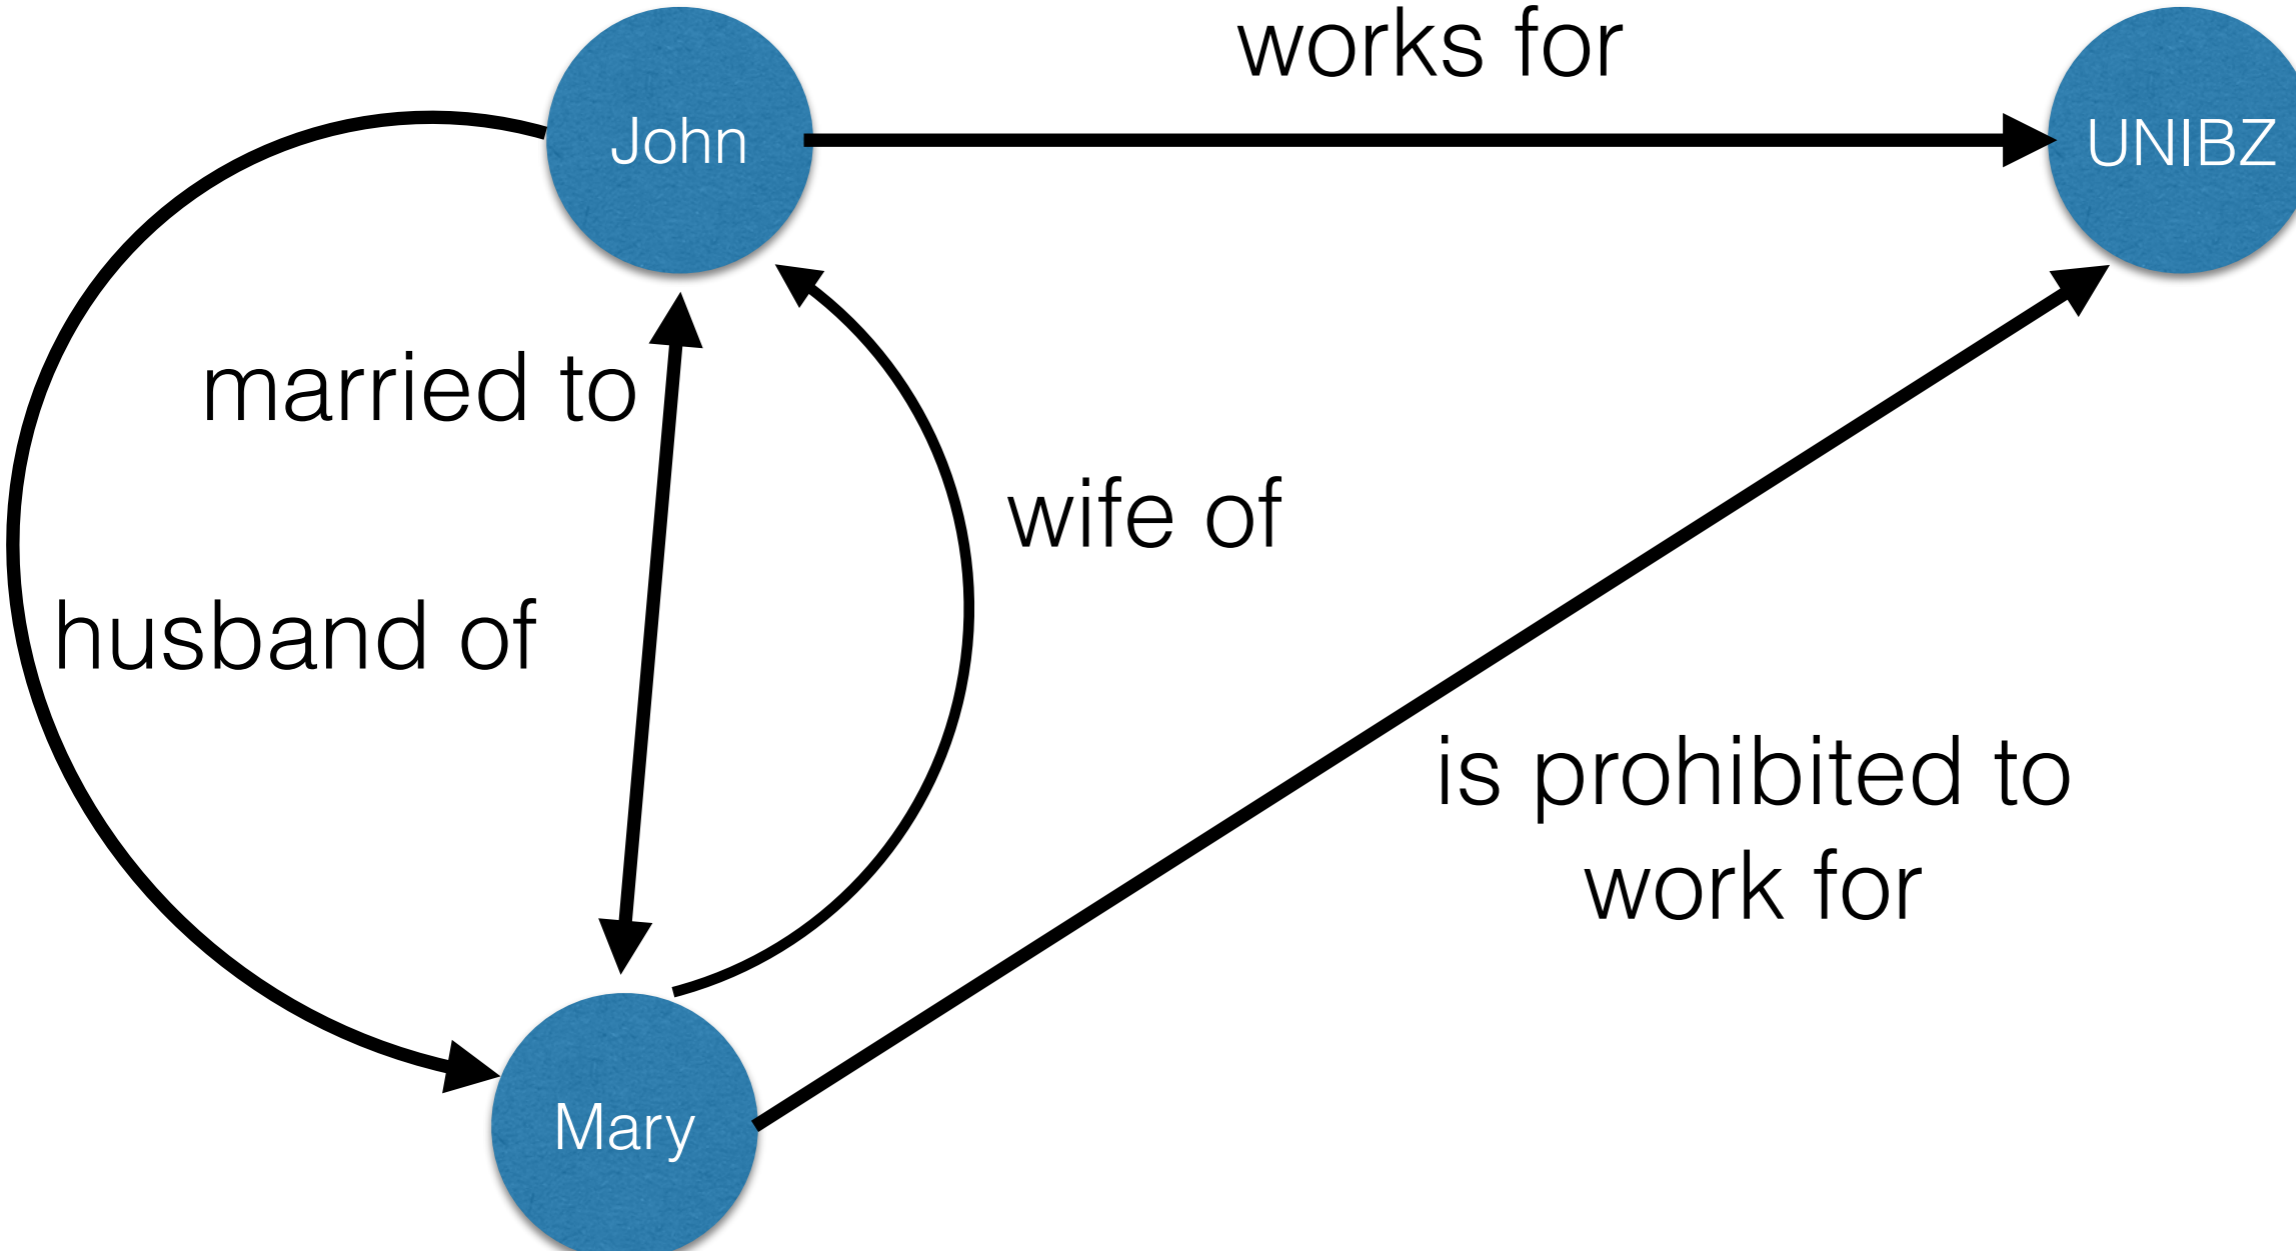 works for
John
UNIBZ
married to
wife of
husband of
is prohibited to
work for
Mary